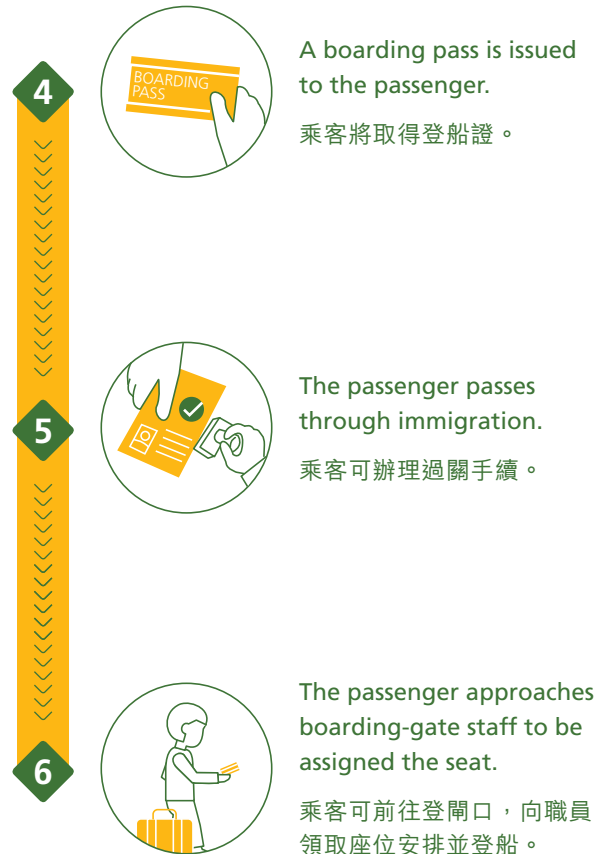 4
BOARDING
PASS
A boarding pass is issued
to the passenger.
乘客將取得登船證。
5
The passenger passes
through immigration.
乘客可辦理過關手續。
6
The passenger approaches
boarding-gate staff to be
assigned the seat.
乘客可前往登閘口，向職員
領取座位安排並登船。